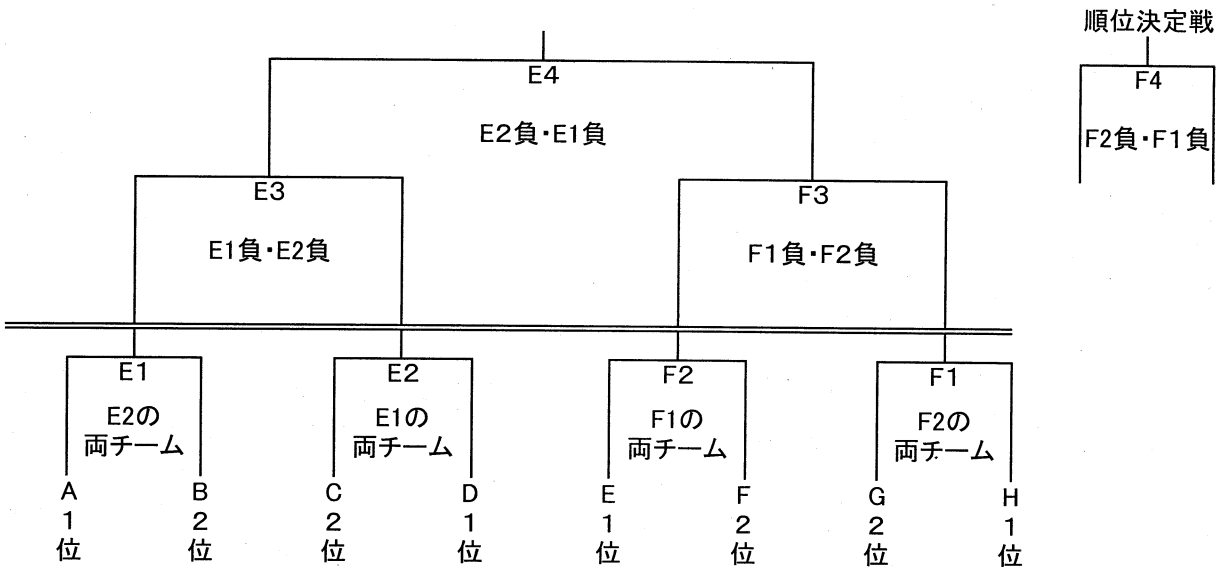 順位決定戦
E4
F4
E2負・E1負
F2負・F1負
E3
F3
E1負・E2負
F1負・F2負
E1
E2
F2
F1
E2の
両チーム
E1の
両チーム
F1の
両チーム
F2の
両チーム
A
1
位
B
2
位
C
2
位
D
1
位
E
1
位
F
2
位
G
2
位
H
1
位